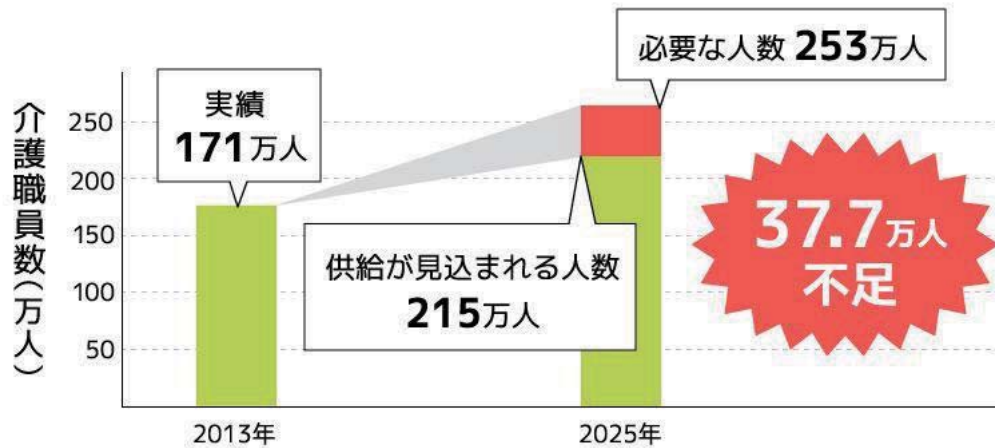 介護職員数(万人)
250
200
150
100
50
実績
171万人
必要な人数 253万人
供給が見込まれる人数
215万人
37.7万人
不足
2013年
2025年